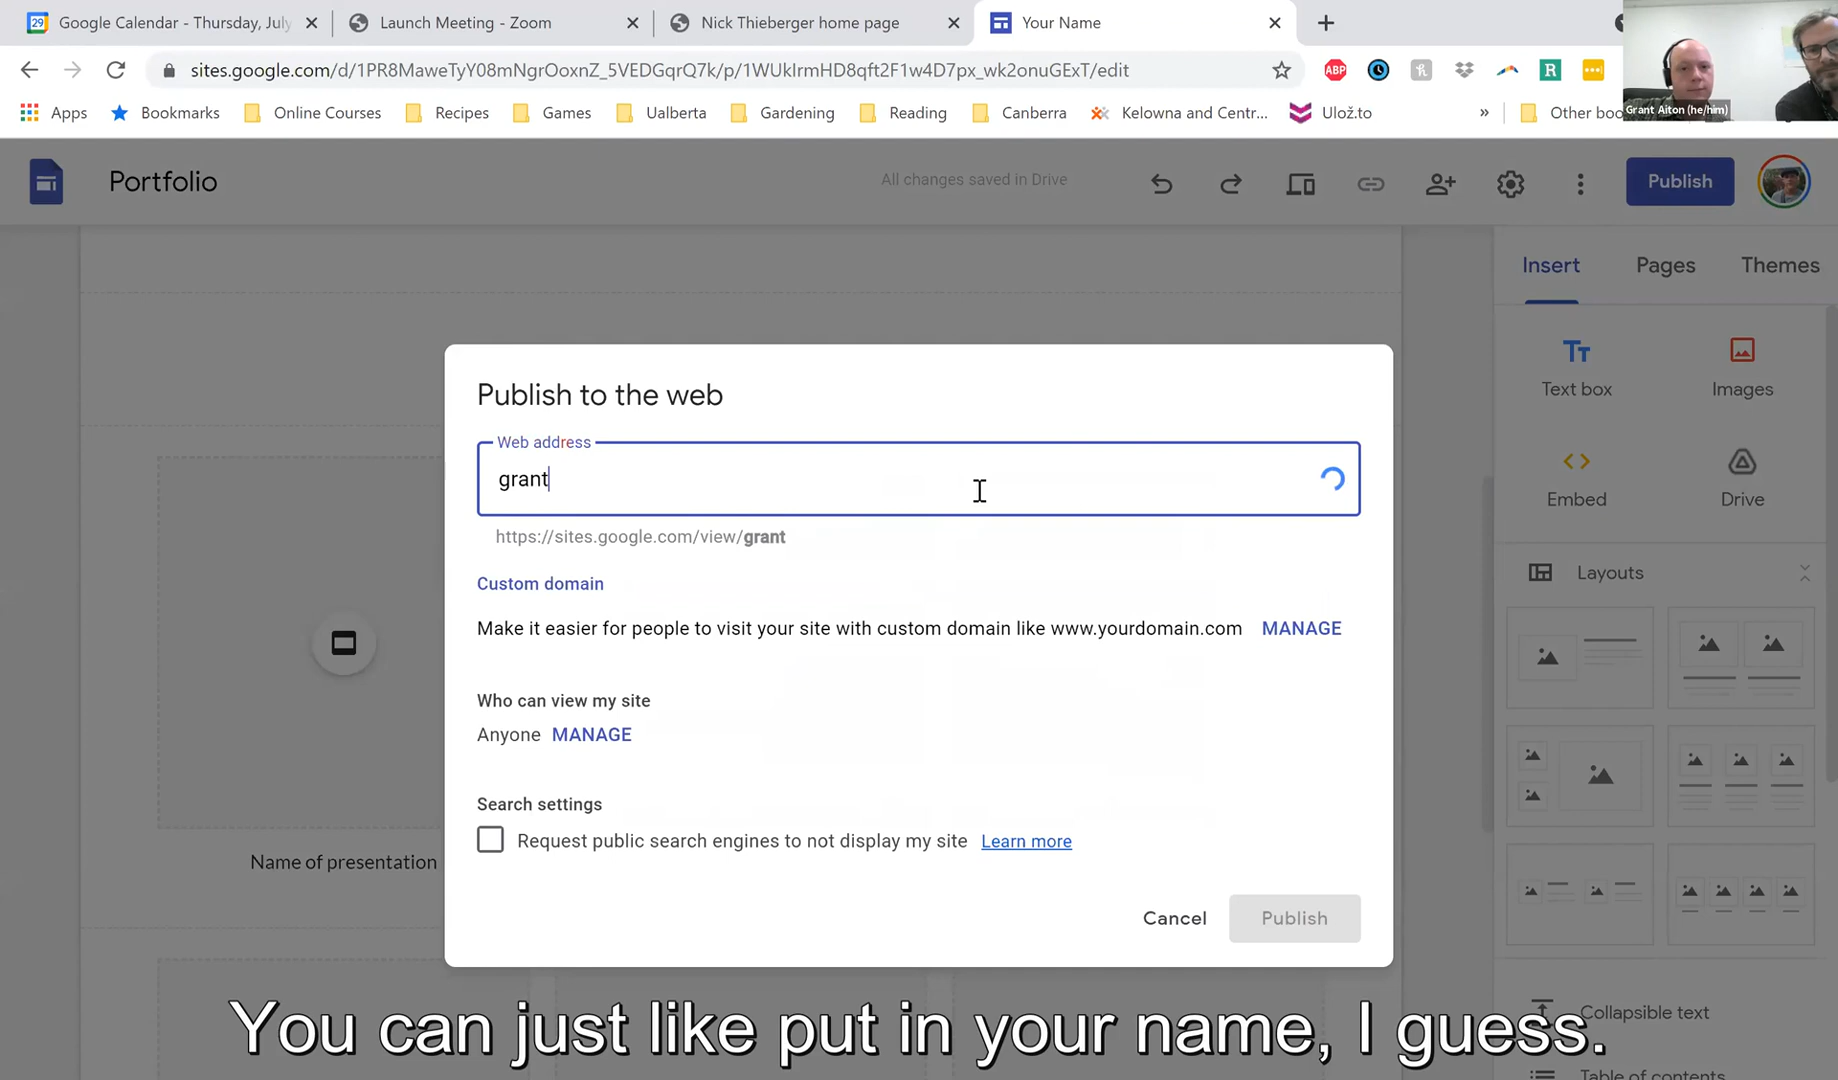 Google Calendar - Thursday, July
Launch Meeting - Zoom
Nick Thieberger home page
Your Name
sites.google.com/d/1PR8MaweTyY08mNgrOoxnZ_5VEDGqrQ7k/p/1WUkIrmHD8qft2F1w4D7px_wk2onuGExT/edit
ABP
Grant Aiton (he/him)
Apps
Bookmarks
Online Courses
Recipes
Games
Ualberta
Gardening
Reading
Canberra
Kelowna and Centr...
Ulož.to
»
Other boo
Portfolio
All changes saved in Drive
Publish
Insert
Pages
Themes
Text box
Images
Embed
Drive
Layouts
Publish to the web
Web address
grant
https://sites.google.com/view/grant
Custom domain
Make it easier for people to visit your site with custom domain like www.yourdomain.com MANAGE
Who can view my site
Anyone MANAGE
Search settings
Request public search engines to not display my site Learn more
Cancel
Publish
Name of presentation
Collapsible text
Table of contents
You can just like put in your name, I guess.